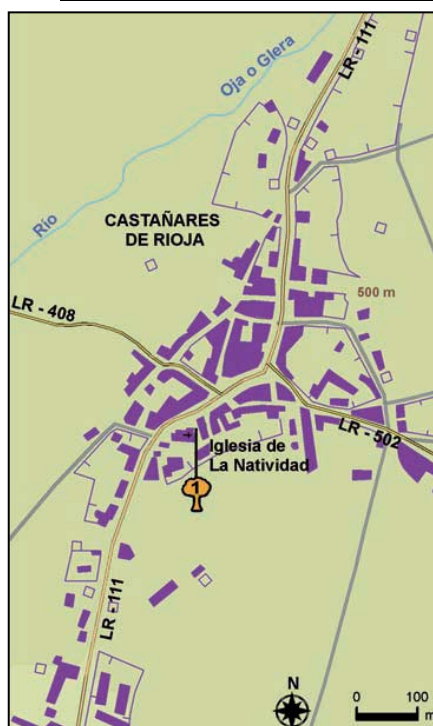 LR-111
Oja o Glera
Río
CASTAÑARES
DE RIOJA
500 m
LR - 408
LR - 502
Iglesia de
La Natividad
1
LR - 111
N
0 100
m